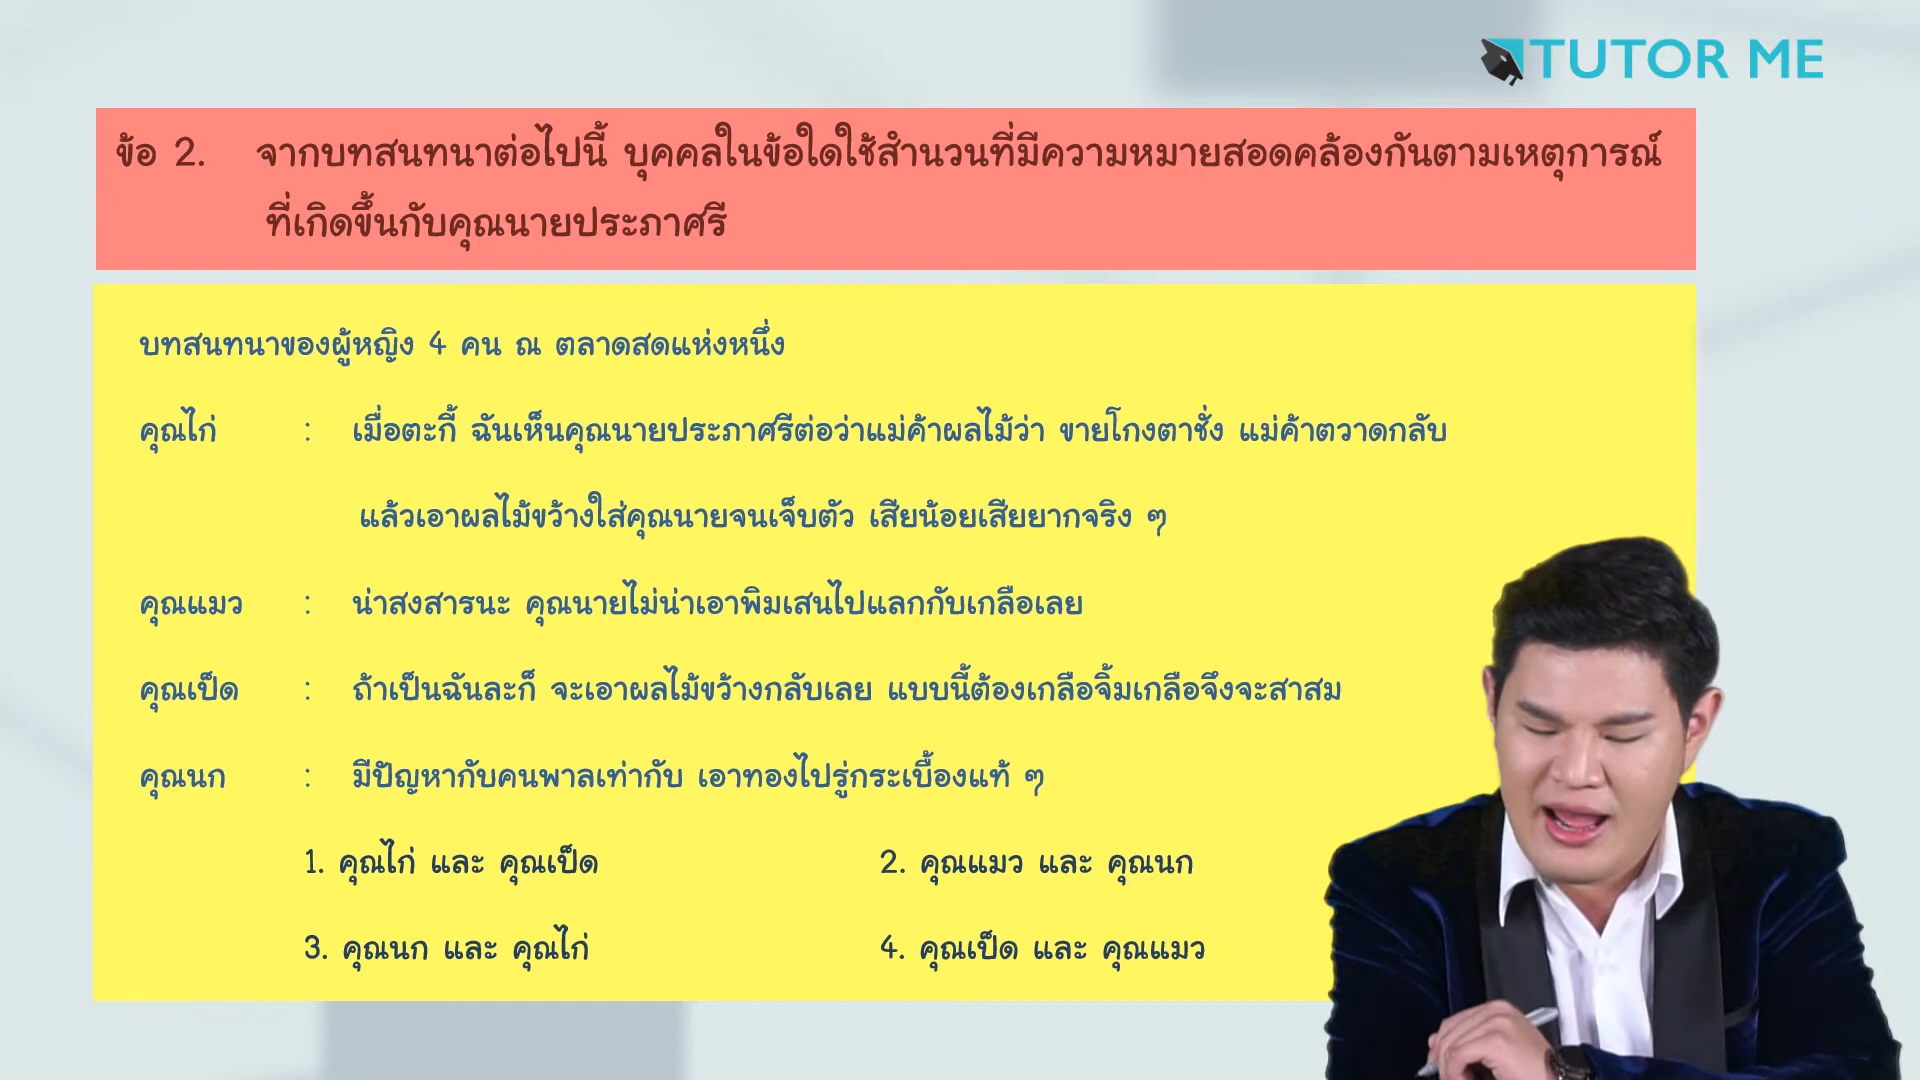 TUTOR ME
ข้อ 2. จากบทสนทนาต่อไปนี้ บุคคลในข้อใดใช้สำนวนที่มีความหมายสอดคล้องกันตามเหตุการณ์
ที่เกิดขึ้นกับคุณนายประภาศรี
บทสนทนาของผู้หญิง 4 คน ณ ตลาดสดแห่งหนึ่ง
คุณไก่ : เมื่อตะกี้ ฉันเห็นคุณนายประภาศรีต่อว่าแม่ค้าผลไม้ว่า ขายโกงตาชั่ง แม่ค้าตวาดกลับ
แล้วเอาผลไม้ขว้างใส่คุณนายจนเจ็บตัว เสียน้อยเสียยากจริง ๆ
คุณแมว : น่าสงสารนะ คุณนายไม่น่าเอาพิมเสนไปแลกกับเกลือเลย
คุณเป็ด : ถ้าเป็นฉันละก็ จะเอาผลไม้ขว้างกลับเลย แบบนี้ต้องเกลือจิ้มเกลือจึงจะสาสม
คุณนก : มีปัญหากับคนพาลเท่ากับ เอาทองไปรู่กระเบื้องแท้ ๆ
1. คุณไก่ และ คุณเป็ด 2. คุณแมว และ คุณนก
3. คุณนก และ คุณไก่ 4. คุณเป็ด และ คุณแมว